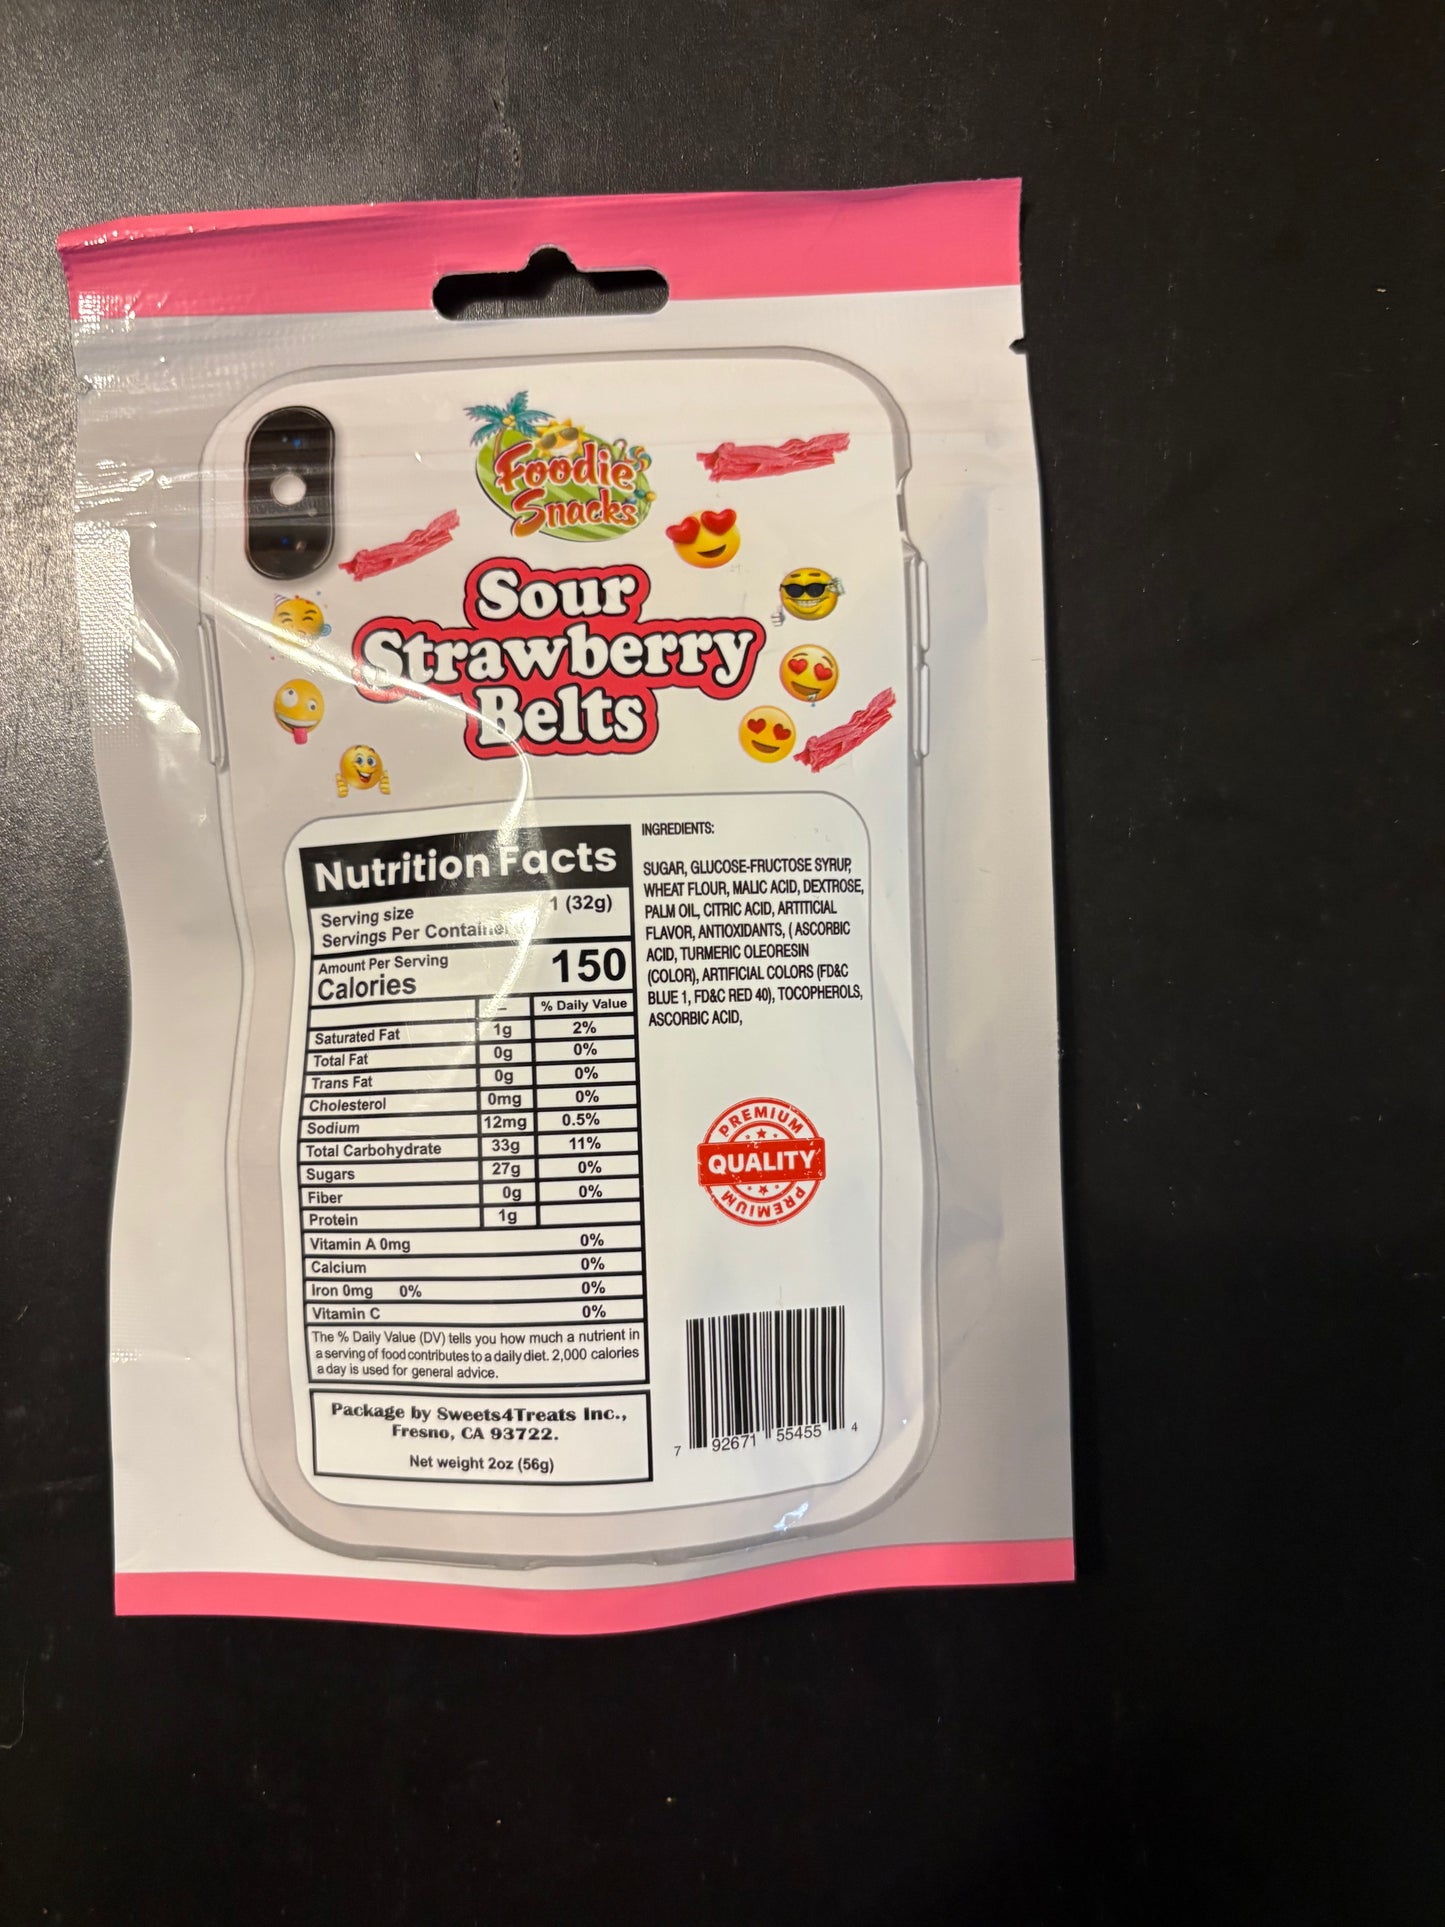 Foodie
Snacks
Sour
Strawberry
Belts
Nutrition Facts
Serving size 1 (32g)
Servings Per Container
Amount Per Serving
Calories 150
– % Daily Value
Saturated Fat 1g 2%
Total Fat 0g 0%
Trans Fat 0g 0%
Cholesterol 0mg 0%
Sodium 12mg 0.5%
Total Carbohydrate 33g 11%
Sugars 27g 0%
Fiber 0g 0%
Protein 1g
Vitamin A 0mg 0%
Calcium 0%
Iron 0mg 0% 0%
Vitamin C 0%
The % Daily Value (DV) tells you how much a nutrient in
a serving of food contributes to a daily diet. 2,000 calories
a day is used for general advice.
Package by Sweets4Treats Inc.,
Fresno, CA 93722.
Net weight 2oz (56g)
INGREDIENTS:
SUGAR, GLUCOSE-FRUCTOSE SYRUP,
WHEAT FLOUR, MALIC ACID, DEXTROSE,
PALM OIL, CITRIC ACID, ARTITICIAL
FLAVOR, ANTIOXIDANTS, ( ASCORBIC
ACID, TURMERIC OLEORESIN
(COLOR), ARTIFICIAL COLORS (FD&C
BLUE 1, FD&C RED 40), TOCOPHEROLS,
ASCORBIC ACID,
PREMIUM
QUALITY
PREMIUM
7 92671 55455 4